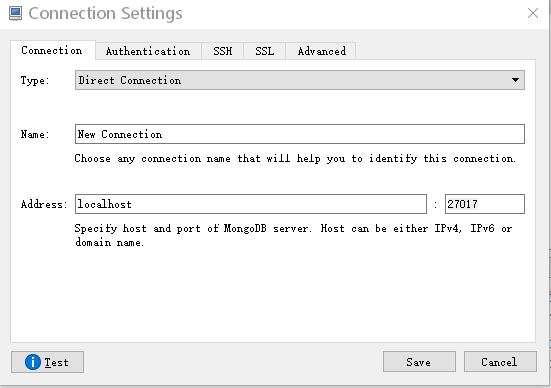 Connection Settings
Connection Authentication SSH SSL Advanced
Type: Direct Connection
Name: New Connection
Choose any connection name that will help you to identify this connection.
Address: localhost : 27017
Specify host and port of MongoDB server. Host can be either IPv4, IPv6 or
domain name.
Test Save Cancel